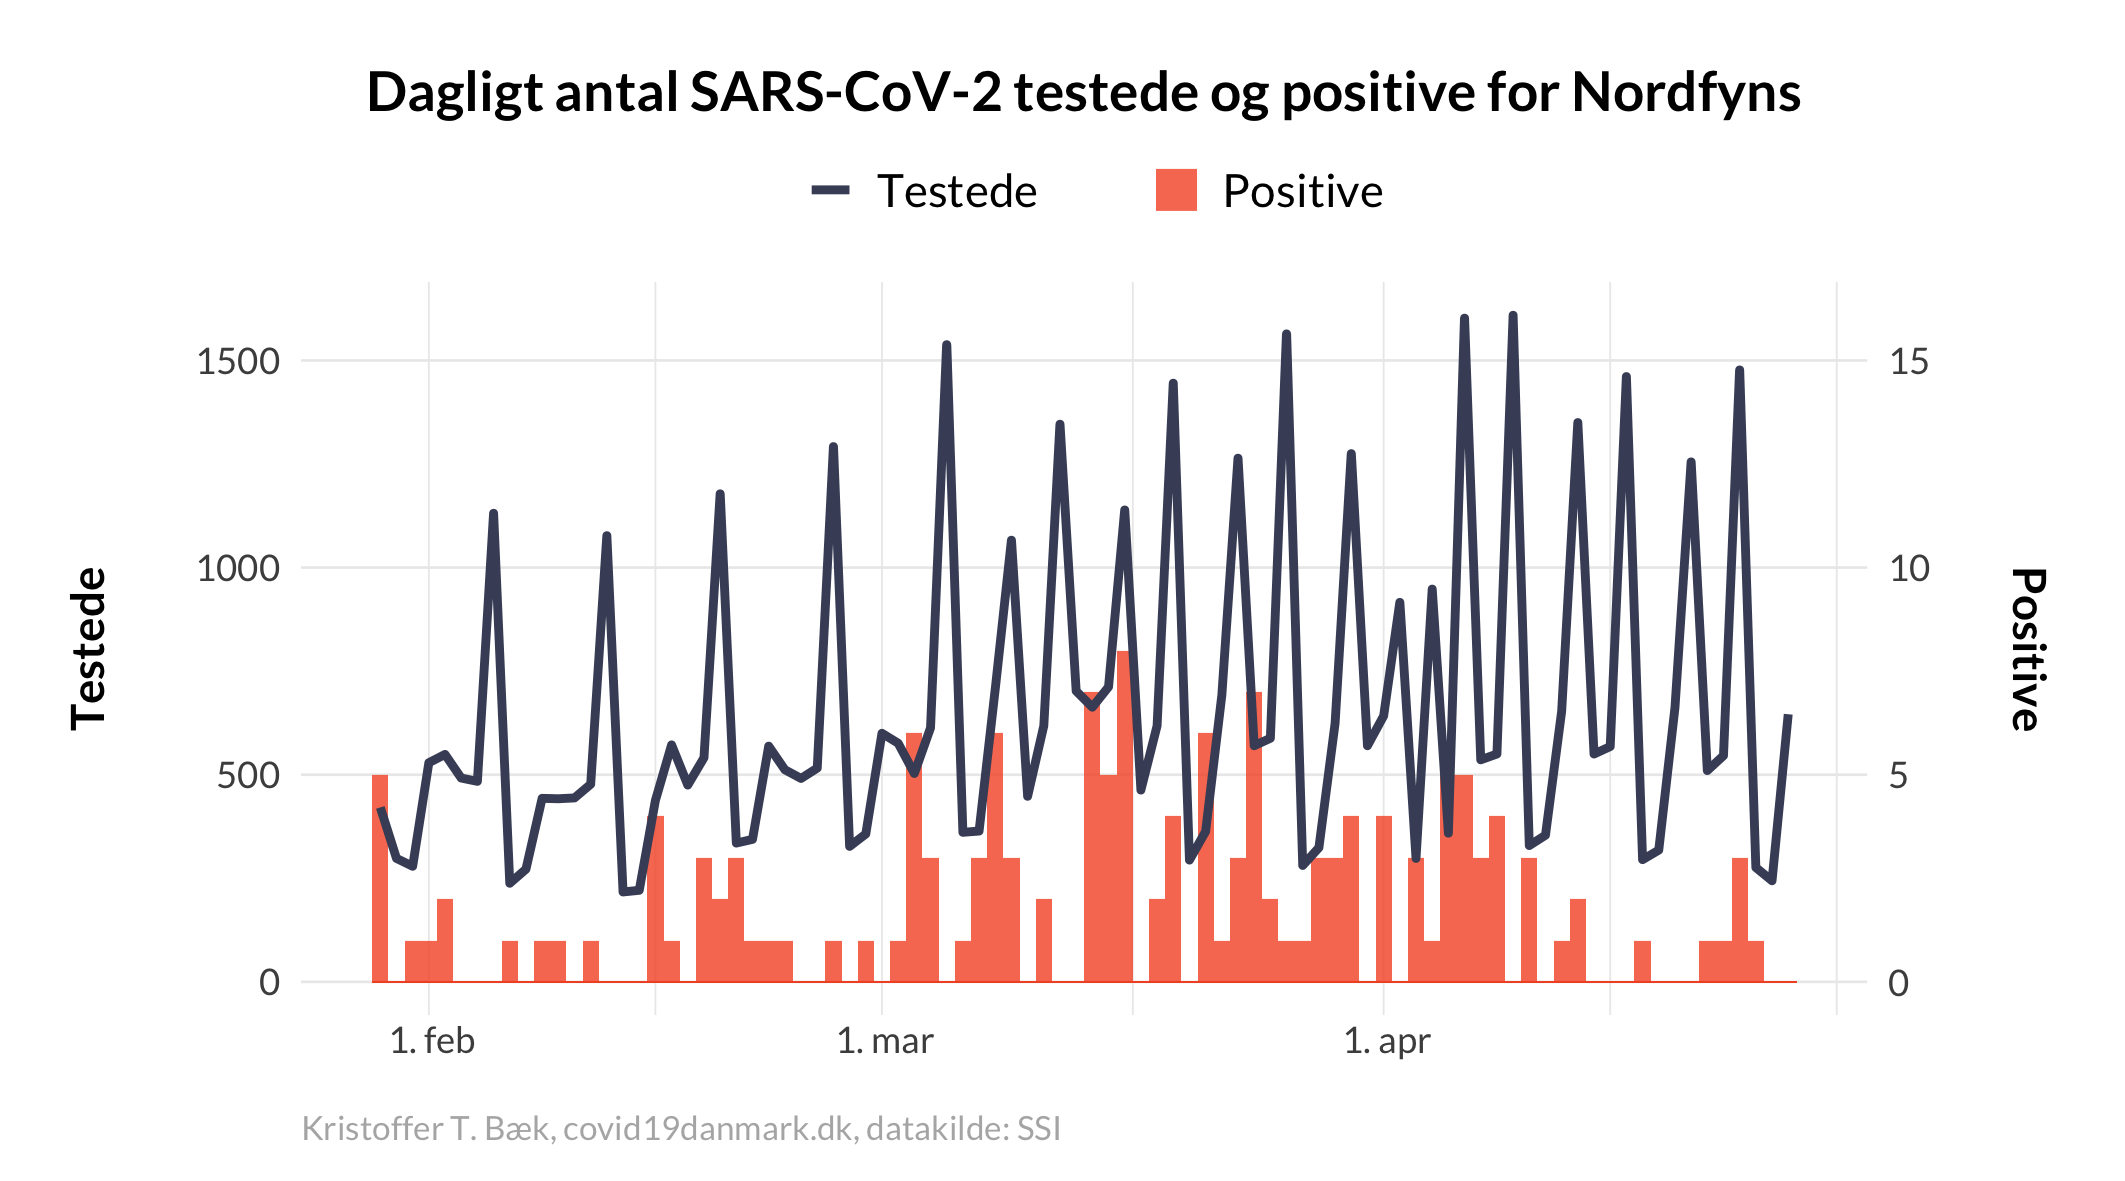 Dagligt antal SARS-CoV-2 testede og positive for Nordfyns
Testede Positive
1500 15
1000 10
500 5
0 0
Testede
Positive
1. feb 1. mar 1. apr
Kristoffer T. Bæk, covid19danmark.dk, datakilde: SSI